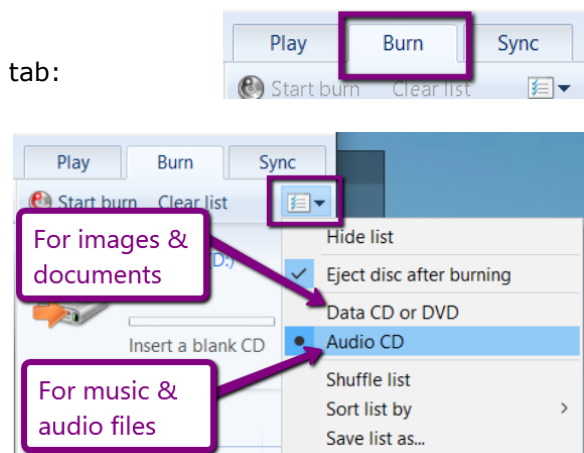 Play Burn Sync
tab:
Start burn Clear list
Play Burn Sync
Start burn Clear list
For images &
documents
D:)
Hide list
Eject disc after burning
Data CD or DVD
Insert a blank CD
Audio CD
For music &
audio files
Shuffle list
Sort list by
Save list as...